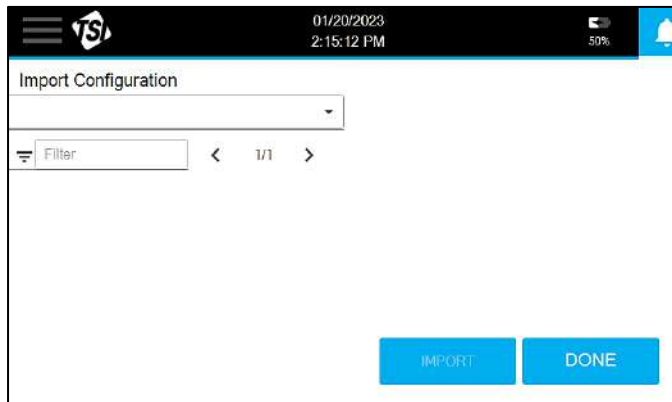 TSI
01/20/2023
2:15:12 PM
50%
Import Configuration
Filter
1/1
IMPORT
DONE